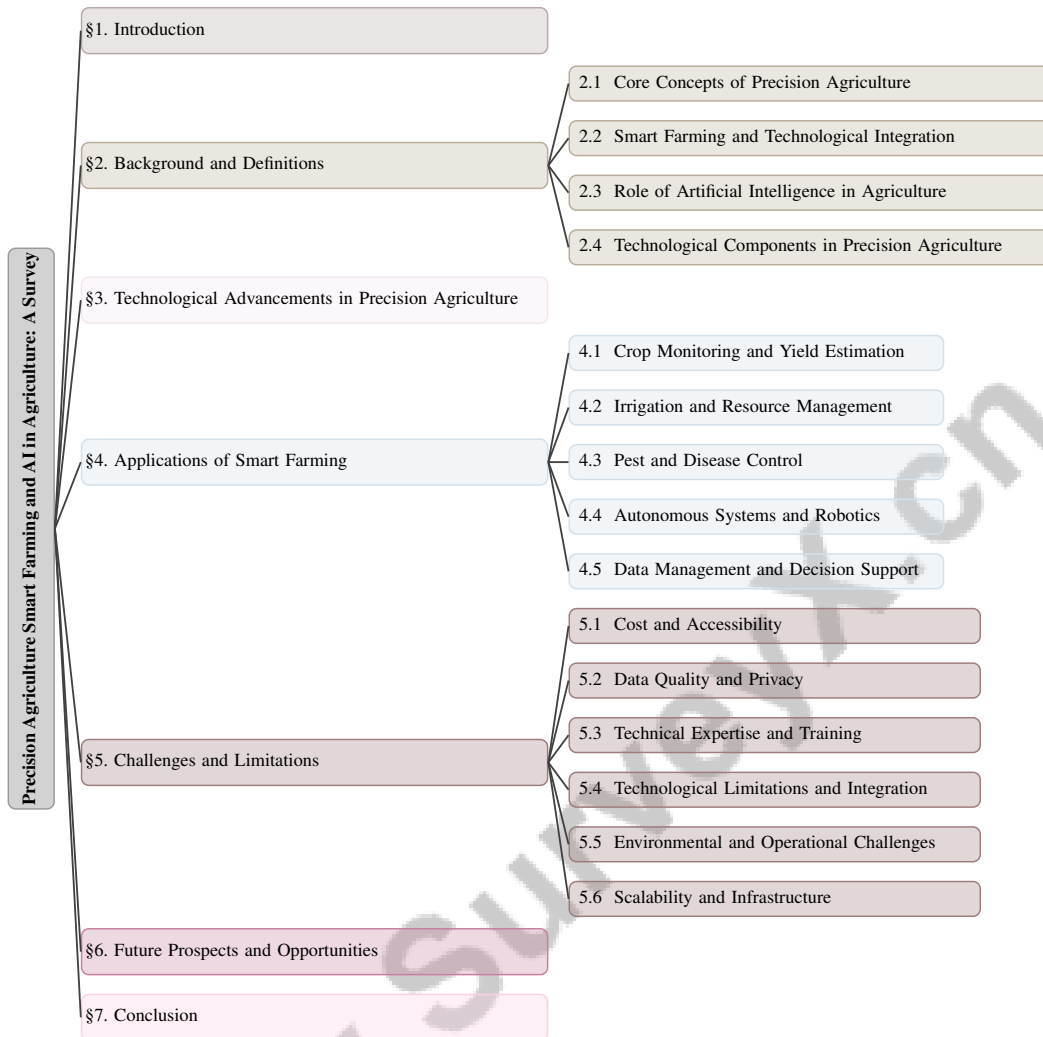 Precision Agriculture Smart Farming and AI in Agriculture: A Survey
§1. Introduction
§2. Background and Definitions
2.1 Core Concepts of Precision Agriculture
2.2 Smart Farming and Technological Integration
2.3 Role of Artificial Intelligence in Agriculture
2.4 Technological Components in Precision Agriculture
§3. Technological Advancements in Precision Agriculture
§4. Applications of Smart Farming
4.1 Crop Monitoring and Yield Estimation
4.2 Irrigation and Resource Management
4.3 Pest and Disease Control
4.4 Autonomous Systems and Robotics
4.5 Data Management and Decision Support
§5. Challenges and Limitations
5.1 Cost and Accessibility
5.2 Data Quality and Privacy
5.3 Technical Expertise and Training
5.4 Technological Limitations and Integration
5.5 Environmental and Operational Challenges
5.6 Scalability and Infrastructure
§6. Future Prospects and Opportunities
§7. Conclusion
SurveyX.cn